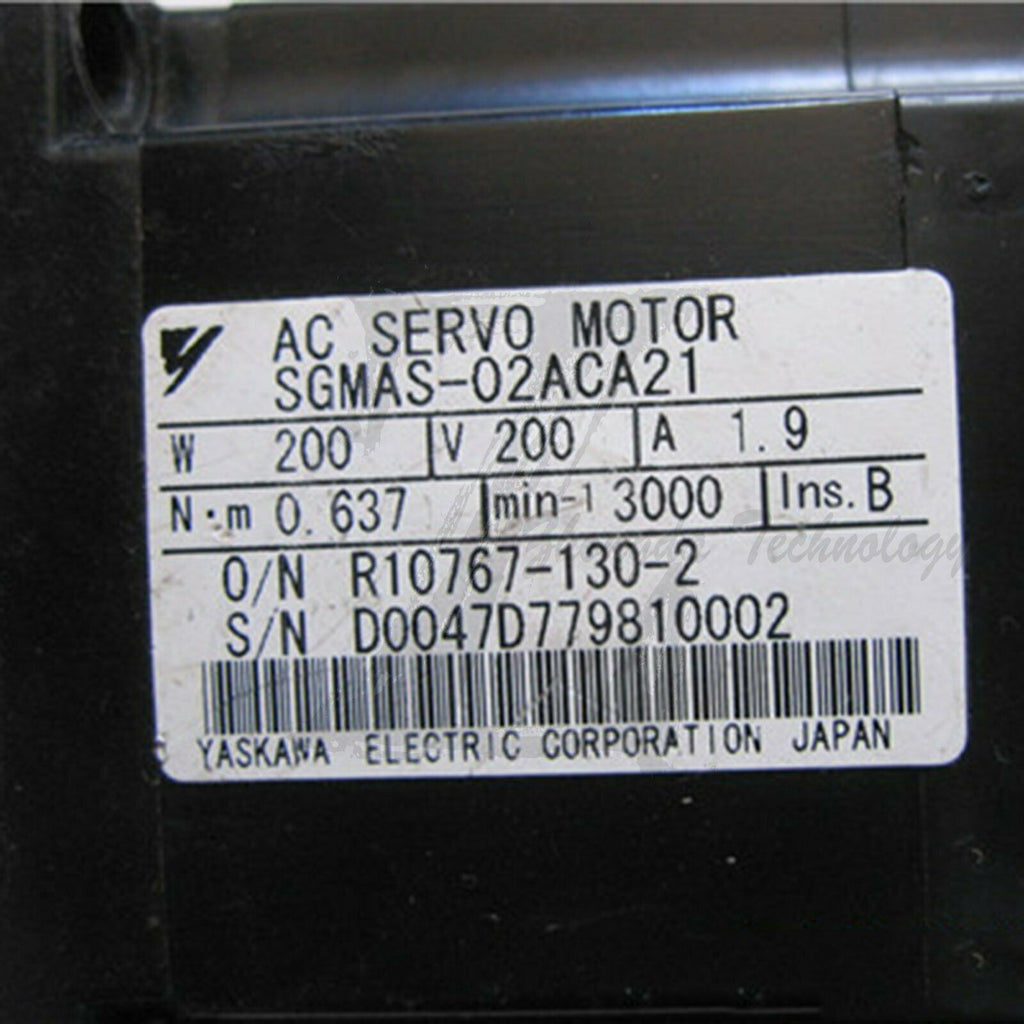 AC SERVO MOTOR
SGMAS-02ACA21
W 200 V 200 A 1.9
N·m 0.637 min-1 3000 Ins. B
O/N R10767-130-2
S/N D0047D779810002
YASKAWA ELECTRIC CORPORATION JAPAN
Technology